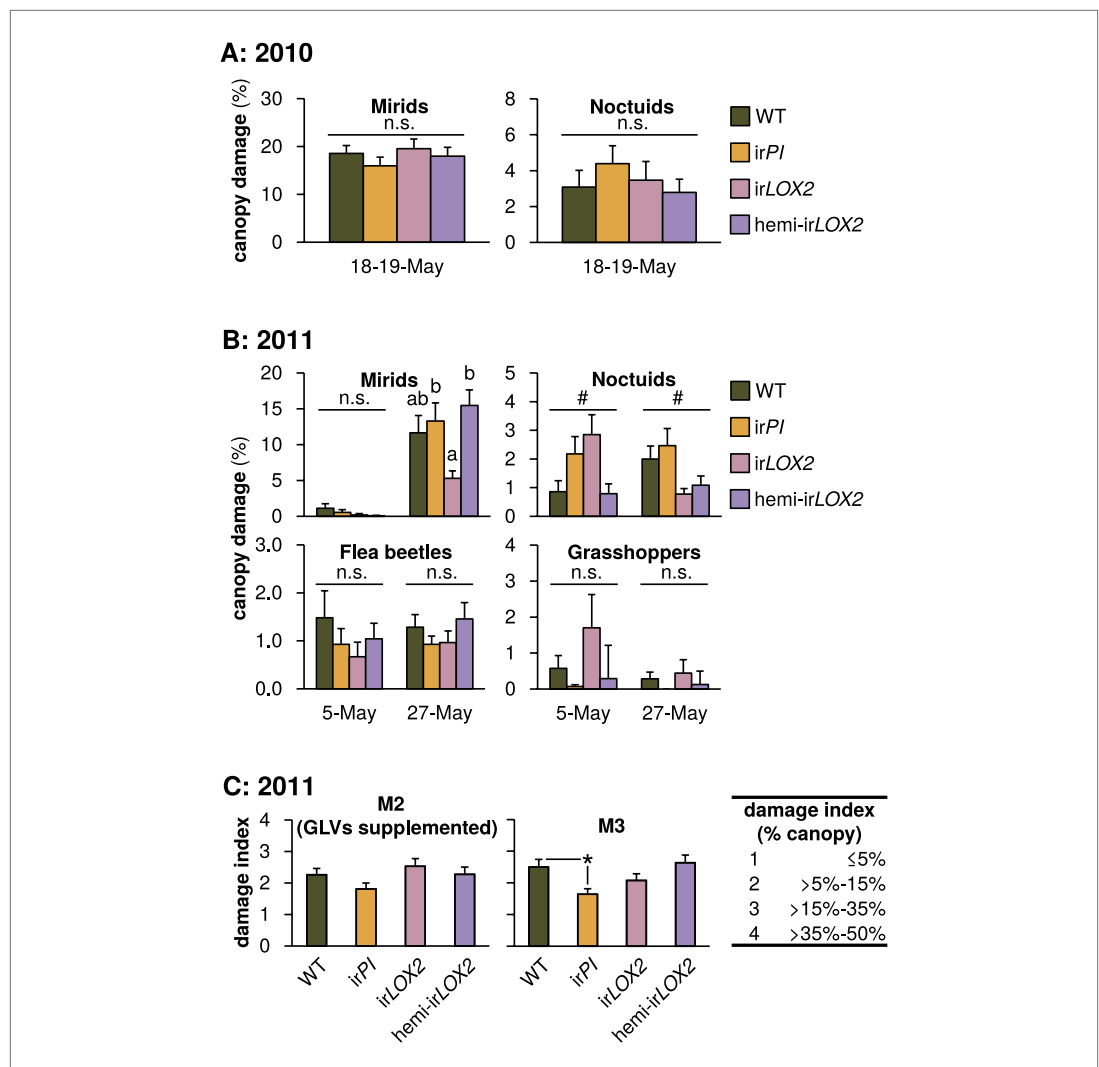 A: 2010
canopy damage (%)
30
20
10
0
Mirids
n.s.
18-19-May
8
6
4
2
0
Noctuids
n.s.
18-19-May
WT
irPI
irLOX2
hemi-irLOX2
B: 2011
canopy damage (%)
20
15
10
5
0
Mirids
n.s.
ab
b
a
b
5
4
3
2
1
0
Noctuids
#
#
WT
irPI
irLOX2
hemi-irLOX2
canopy damage (%)
3.0
2.0
1.0
0.0
Flea beetles
n.s.
n.s.
5-May
27-May
4
3
2
1
0
Grasshoppers
n.s.
n.s.
5-May
27-May
C: 2011
damage index
4
3
2
1
0
M2
(GLVs supplemented)
WT
irPI
irLOX2
hemi-irLOX2
M3
*
WT
irPI
irLOX2
hemi-irLOX2
damage index
(% canopy)
1 ≤5%
2 >5%-15%
3 >15%-35%
4 >35%-50%